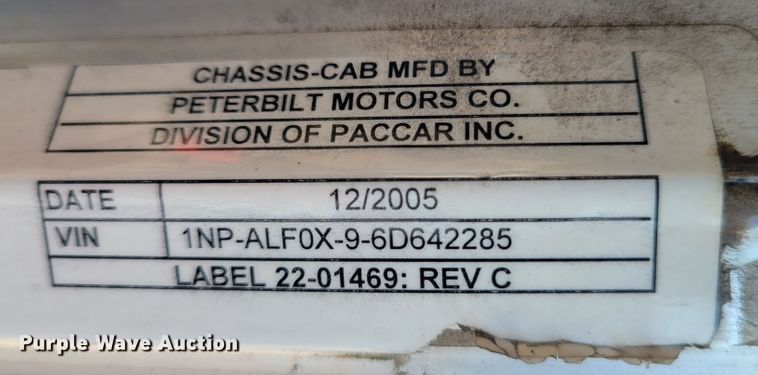 CHASSIS-CAB MFD BY
PETERBILT MOTORS CO.
DIVISION OF PACCAR INC.
DATE 12/2005
VIN 1NP-ALF0X-9-6D642285
LABEL 22-01469: REV C
Purple Wave Auction